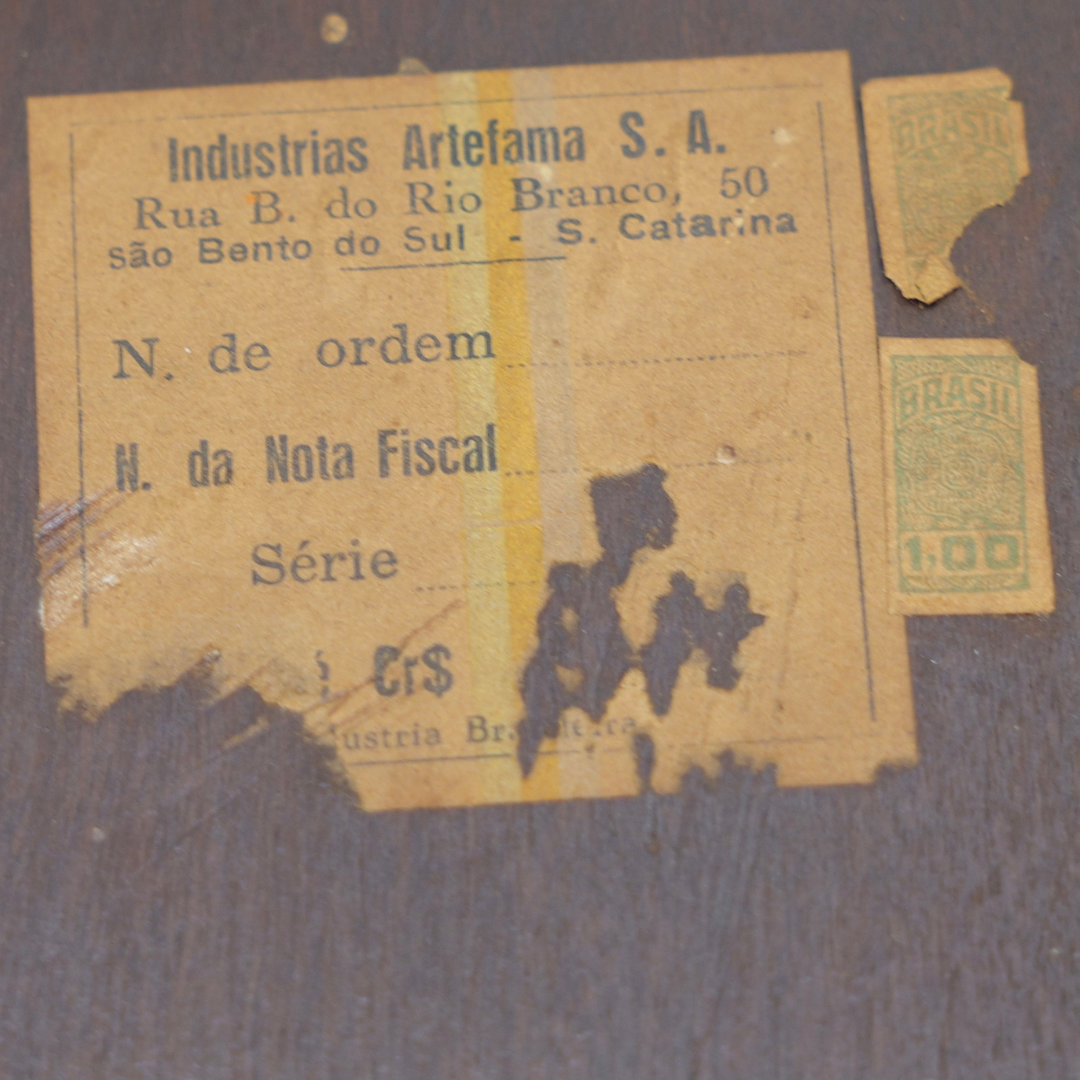 Industrias Artefama S. A.
Rua B. do Rio Branco, 50
são Bento do Sul - S. Catarina
N. de ordem
N. da Nota Fiscal
Série
Cr$
BRASIL
BRASIL
1,00